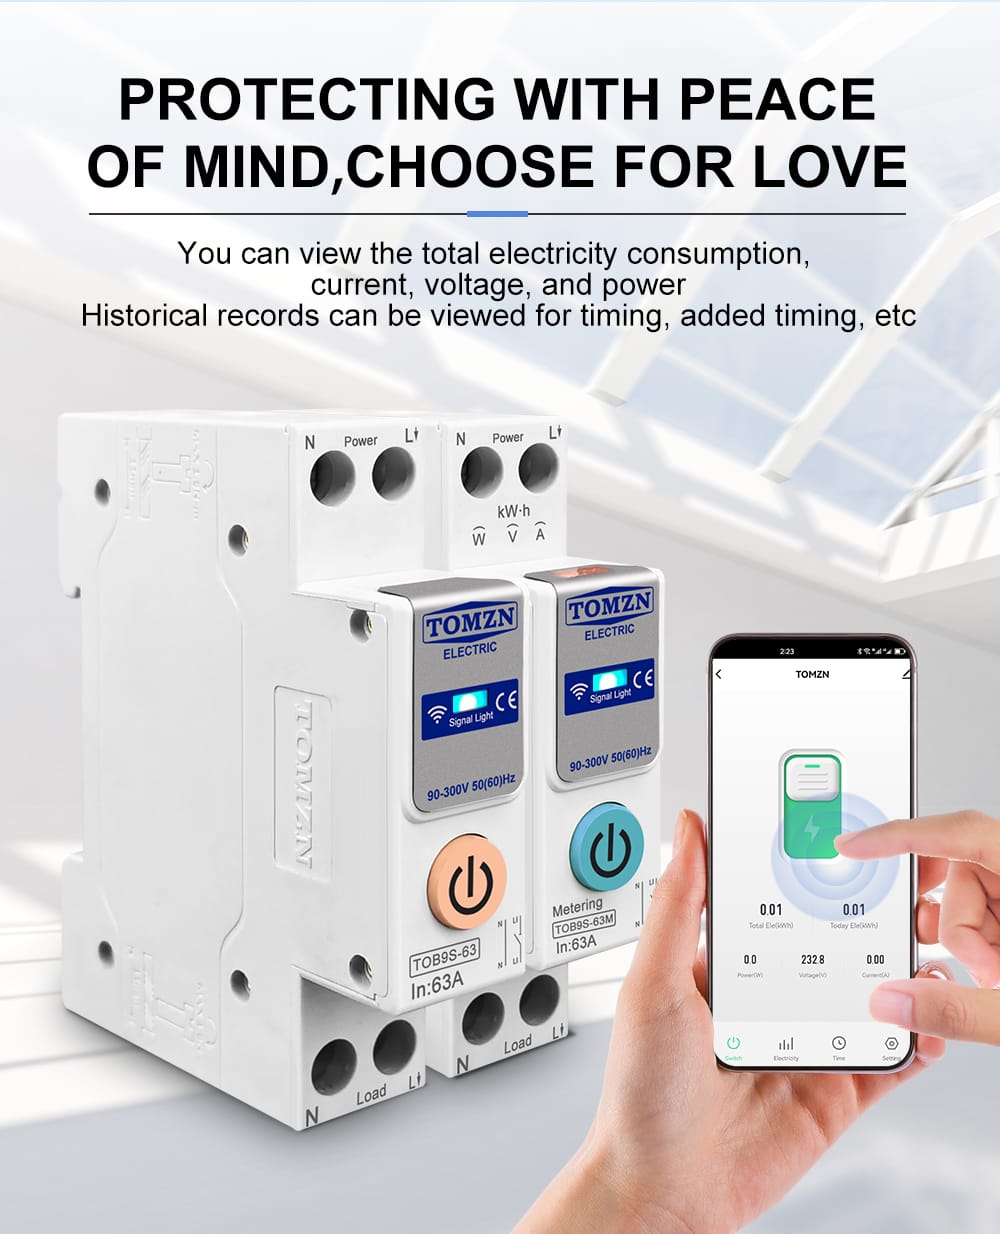 PROTECTING WITH PEACE
OF MIND,CHOOSE FOR LOVE
You can view the total electricity consumption,
current, voltage, and power
Historical records can be viewed for timing, added timing, etc
N Power L
N Power L
kW·h
W V A
TOMZN
ELECTRIC
Signal Light CE
90-300V 50(60)Hz
TOB9S-63
In:63A
N
N
Load
N L
TOMZN
ELECTRIC
Signal Light CE
90-300V 50(60)Hz
Metering
TOB9S-63M
In:63A
N
N
Load
N L
TOMZN
2:23
TOMZN
0.01 0.01
Total Ele(kWh) Today Ele(kWh)
0.0 232.8 0.00
Power(W) Voltage(V) Current(A)
Switch Electricity Time Setting